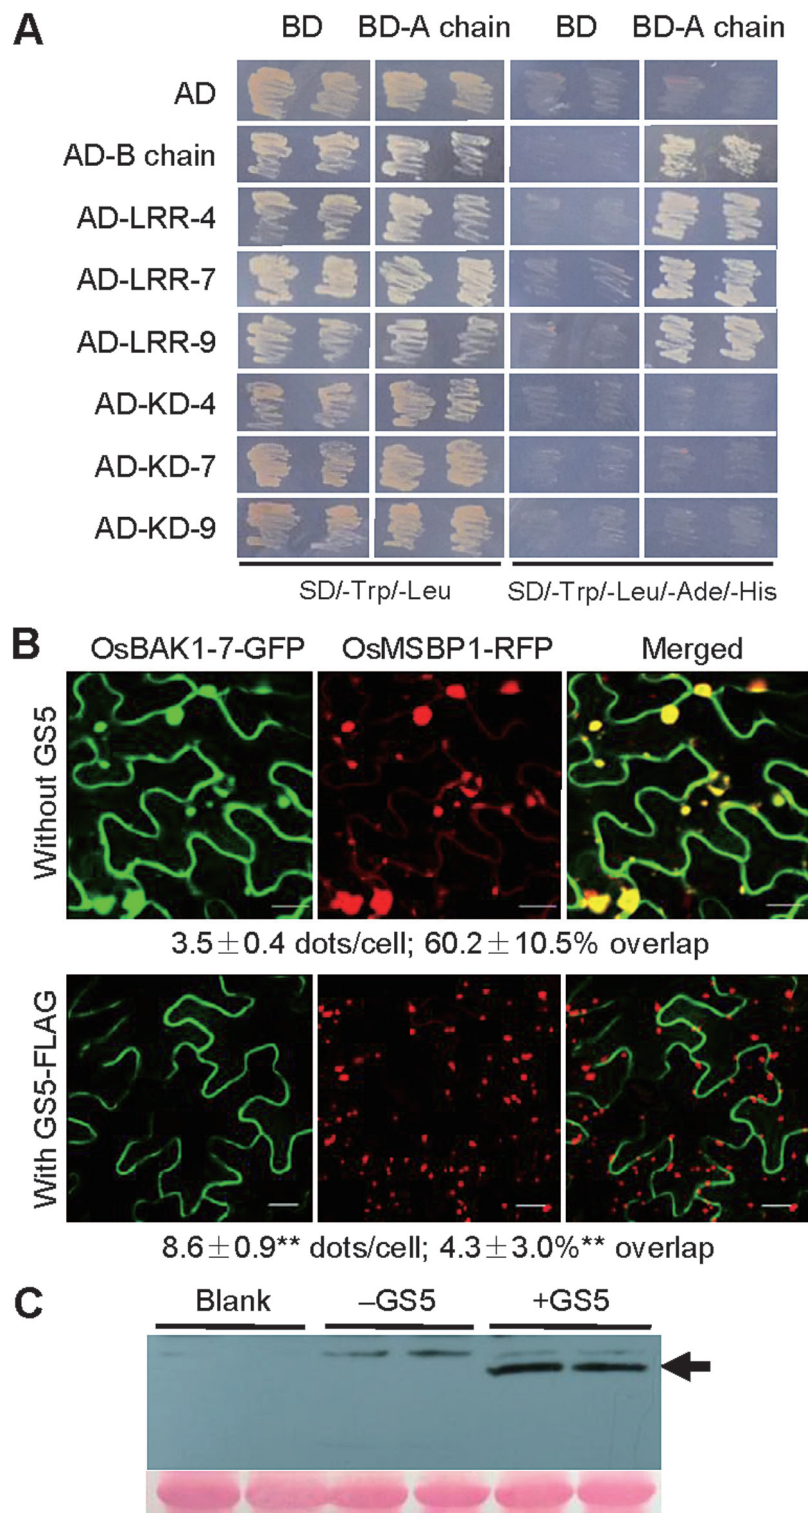 A
BD BD-A chain BD BD-A chain
AD
AD-B chain
AD-LRR-4
AD-LRR-7
AD-LRR-9
AD-KD-4
AD-KD-7
AD-KD-9
SD/-Trp/-Leu SD/-Trp/-Leu/-Ade/-His
B
OsBAK1-7-GFP OsMSBP1-RFP Merged
Without GS5
3.5±0.4 dots/cell; 60.2±10.5% overlap
With GS5-FLAG
8.6±0.9** dots/cell; 4.3±3.0%** overlap
C
Blank –GS5 +GS5